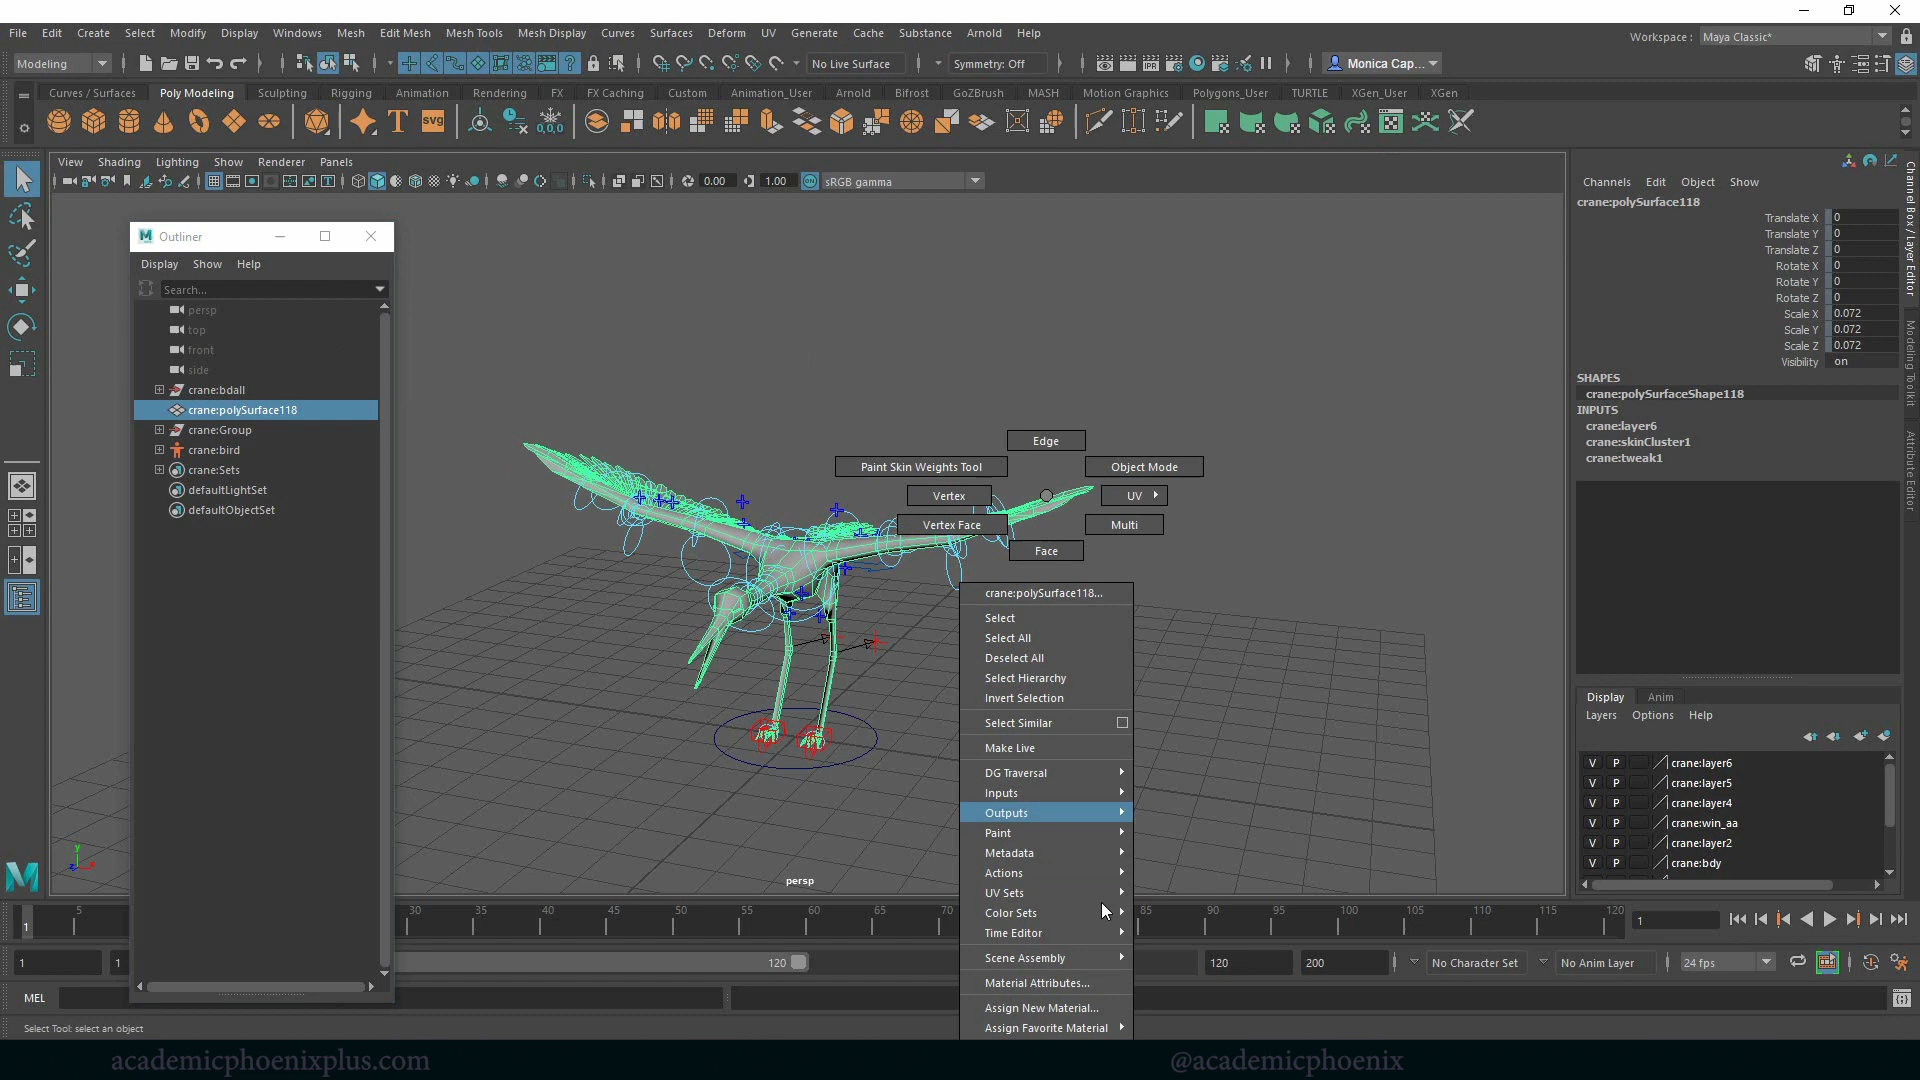 File Edit Create Select Modify Display Windows Mesh Edit Mesh Mesh Tools Mesh Display Curves Surfaces Deform UV Generate Cache Substance Arnold Help
Workspace : Maya Classic*
Modeling No Live Surface Symmetry: Off Monica Cap...
Curves / Surfaces Poly Modeling Sculpting Rigging Animation Rendering FX FX Caching Custom Animation_User Arnold Bifrost GoZBrush MASH Motion Graphics Polygons_User TURTLE XGen_User XGen
View Shading Lighting Show Renderer Panels
0.00 1.00 sRGB gamma
Outliner
Display Show Help
Search...
persp
top
front
side
crane:bdall
crane:polySurface118
crane:Group
crane:bird
crane:Sets
defaultLightSet
defaultObjectSet
Edge
Paint Skin Weights Tool Object Mode
Vertex UV
Vertex Face Multi
Face
crane:polySurface118...
Select
Select All
Deselect All
Select Hierarchy
Invert Selection
Select Similar
Make Live
DG Traversal
Inputs
Outputs
Paint
Metadata
Actions
UV Sets
Color Sets
Time Editor
Scene Assembly
Material Attributes...
Assign New Material...
Assign Favorite Material
persp
Channels Edit Object Show
crane:polySurface118
Translate X 0
Translate Y 0
Translate Z 0
Rotate X 0
Rotate Y 0
Rotate Z 0
Scale X 0.072
Scale Y 0.072
Scale Z 0.072
Visibility on
SHAPES
crane:polySurfaceShape118
INPUTS
crane:layer6
crane:skinCluster1
crane:tweak1
Channel Box / Layer Editor
Modeling Toolkit
Attribute Editor
Display Anim
Layers Options Help
V P crane:layer6
V P crane:layer5
V P crane:layer4
V P crane:win_aa
V P crane:layer2
V P crane:bdy
1 5 30 35 40 45 50 55 60 65 70 85 90 95 100 105 110 115 120 1
1 1 120 120 200 No Character Set No Anim Layer 24 fps
MEL
Select Tool: select an object
academicphoenixplus.com @academicphoenix